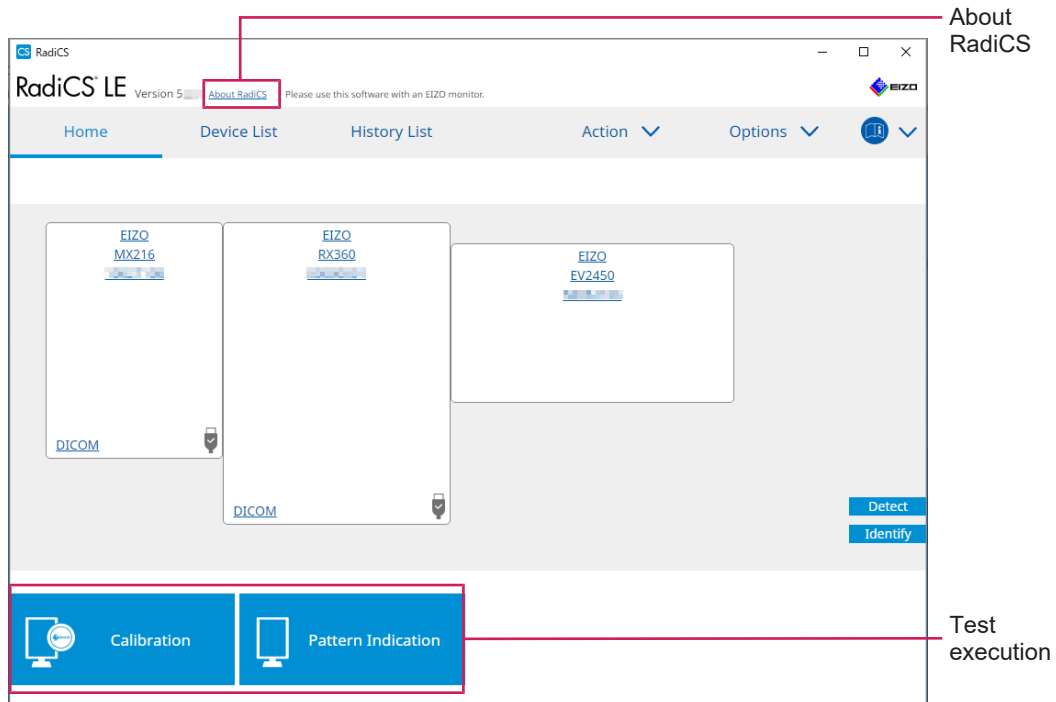 About
RadiCS
CS RadiCS
RadiCS LE Version 5 About RadiCS Please use this software with an EIZO monitor.
EIZO
Home Device List History List Action Options
EIZO
MX216
DICOM
EIZO
RX360
DICOM
EIZO
EV2450
Detect
Identify
Calibration
Pattern Indication
Test
execution